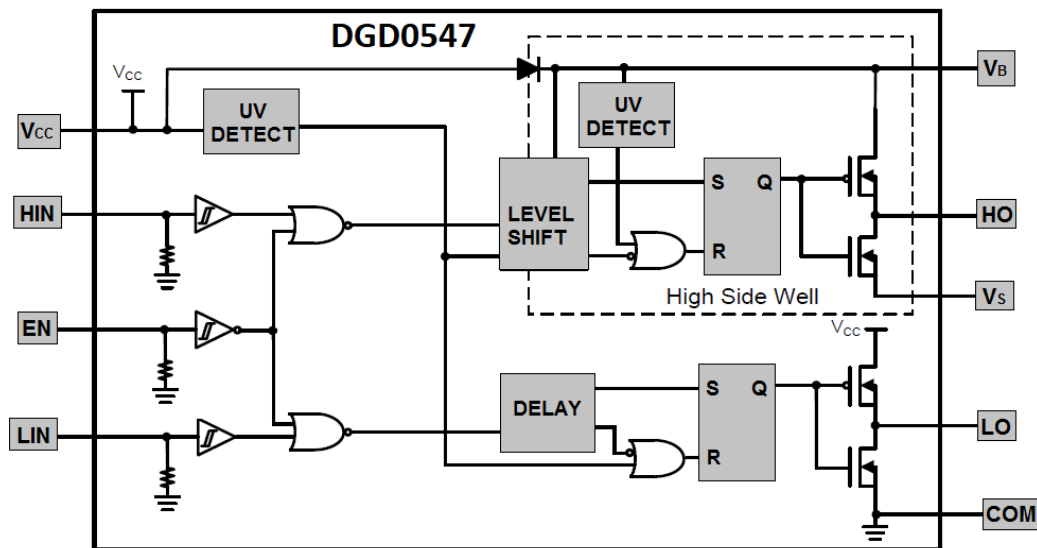 DGD0547
VCC
VCC
UV
DETECT
UV
DETECT
VB
HIN
LEVEL
SHIFT
S
Q
R
HO
High Side Well
VS
EN
VCC
DELAY
S
Q
R
LIN
LO
COM